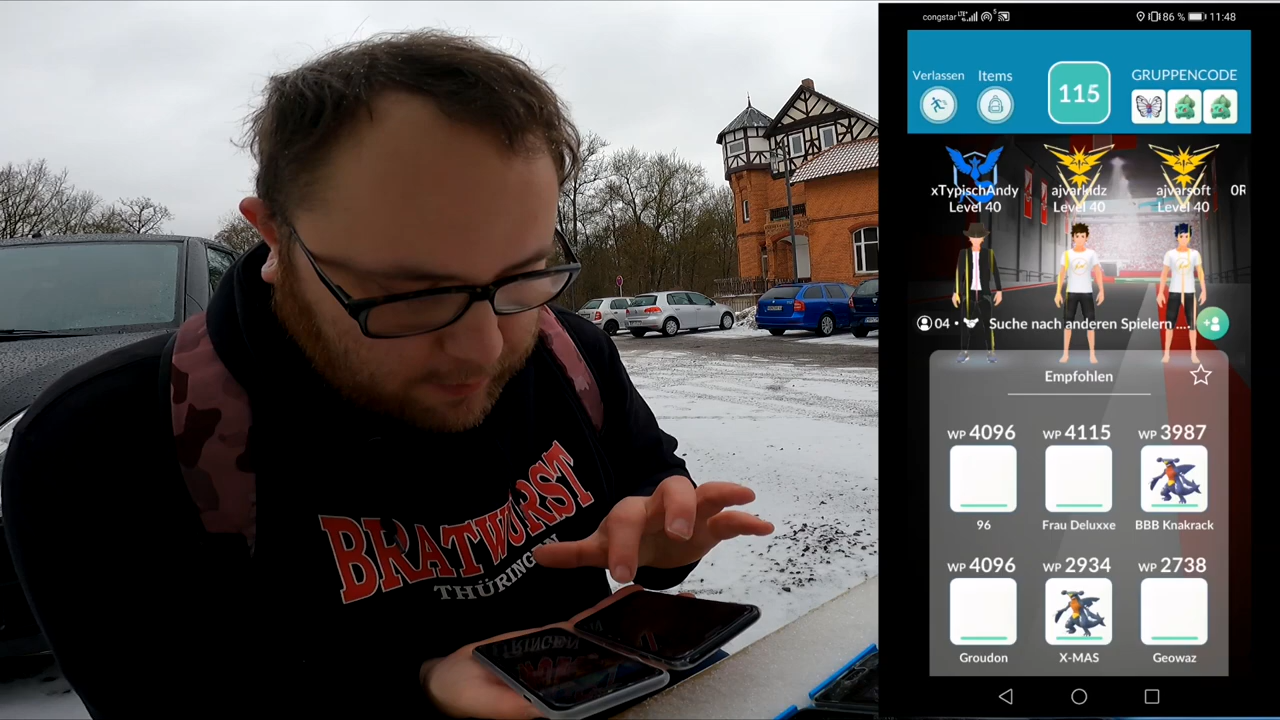 BRATWURST
THÜRINGEN
congstar
86 % 11:48
Verlassen
Items
115
GRUPPENCODE
xTypischAndy
Level 40
ajvarkidz
Level 40
ajvarsoft
Level 40
0R
04 • Suche nach anderen Spielern ....
Empfohlen
WP 4096
WP 4115
WP 3987
96
Frau Deluxxe
BBB Knakrack
WP 4096
WP 2934
WP 2738
Groudon
X-MAS
Geowaz